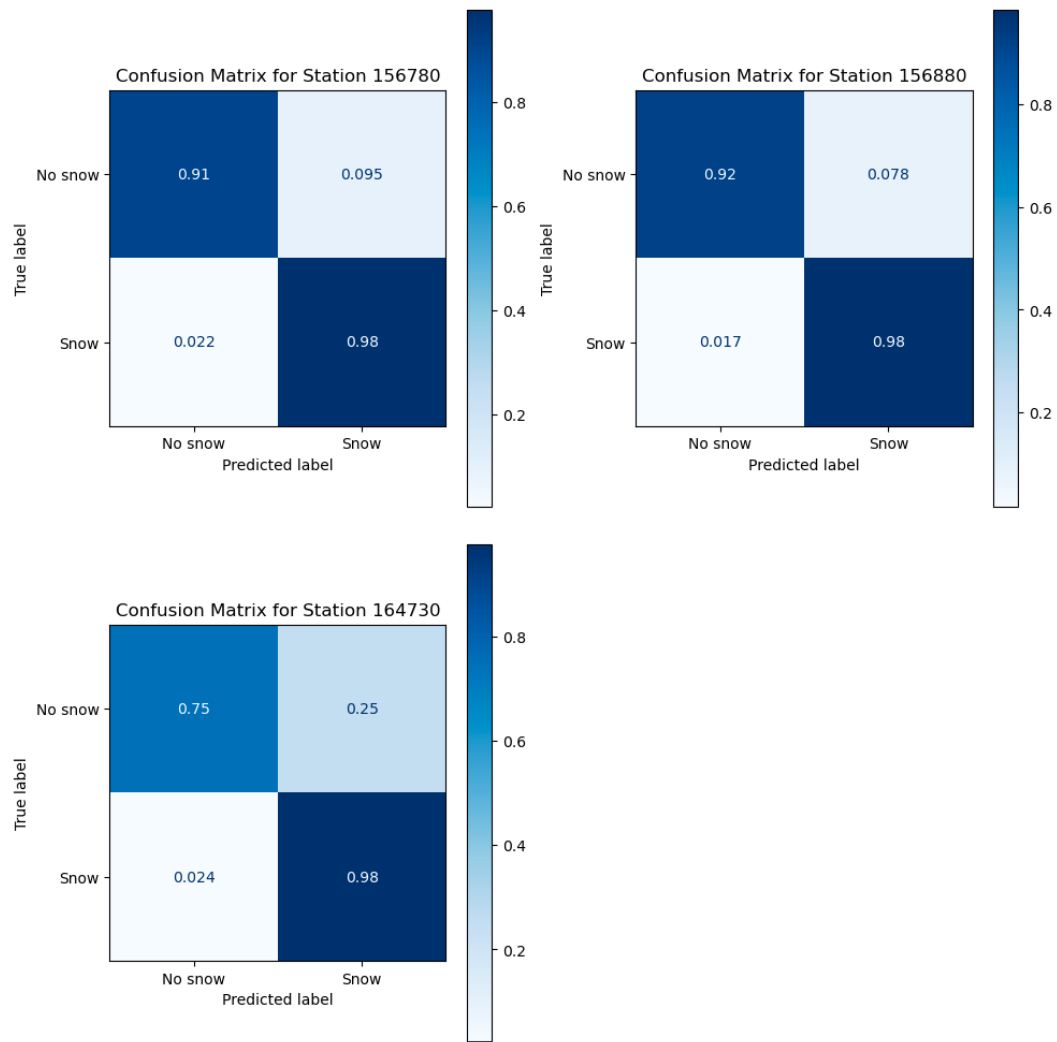 Confusion Matrix for Station 156780
No snow
0.91
0.095
Snow
0.022
0.98
No snow
Snow
Predicted label
True label
0.8
0.6
0.4
0.2
Confusion Matrix for Station 156880
No snow
0.92
0.078
Snow
0.017
0.98
No snow
Snow
Predicted label
True label
0.8
0.6
0.4
0.2
Confusion Matrix for Station 164730
No snow
0.75
0.25
Snow
0.024
0.98
No snow
Snow
Predicted label
True label
0.8
0.6
0.4
0.2